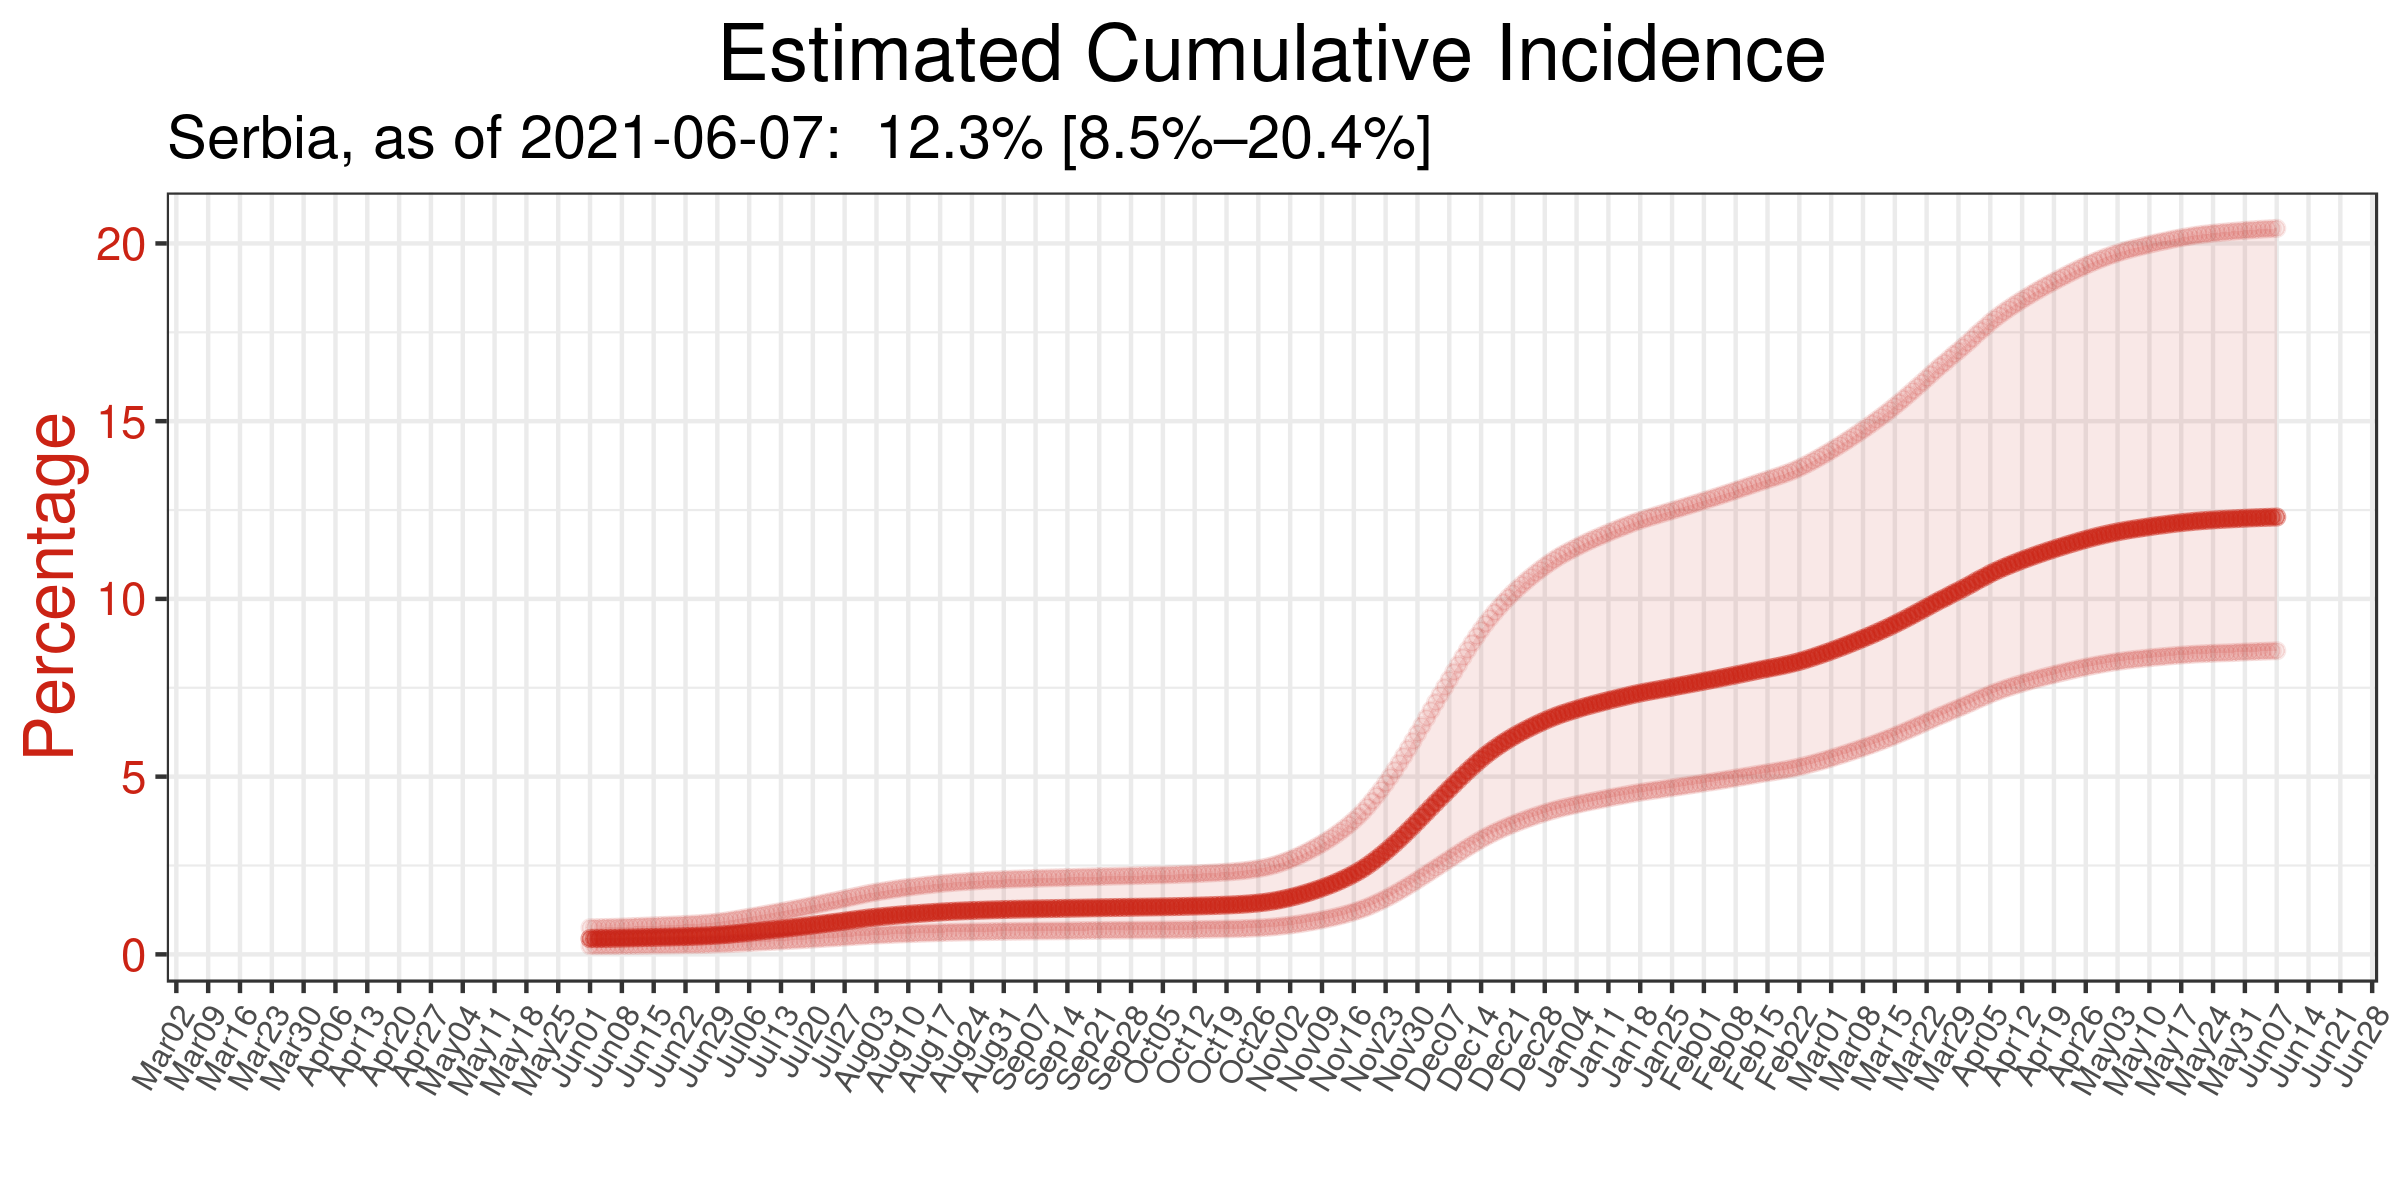 Estimated Cumulative Incidence
Serbia, as of 2021-06-07:  12.3% [8.5%–20.4%]
Percentage
20
15
10
5
0
Mar02
Mar09
Mar16
Mar23
Mar30
Apr06
Apr13
Apr20
Apr27
May04
May11
May18
May25
Jun01
Jun08
Jun15
Jun22
Jun29
Jul06
Jul13
Jul20
Jul27
Aug03
Aug10
Aug17
Aug24
Aug31
Sep07
Sep14
Sep21
Sep28
Oct05
Oct12
Oct19
Oct26
Nov02
Nov09
Nov16
Nov23
Nov30
Dec07
Dec14
Dec21
Dec28
Jan04
Jan11
Jan18
Jan25
Feb01
Feb08
Feb15
Feb22
Mar01
Mar08
Mar15
Mar22
Mar29
Apr05
Apr12
Apr19
Apr26
May03
May10
May17
May24
May31
Jun07
Jun14
Jun21
Jun28